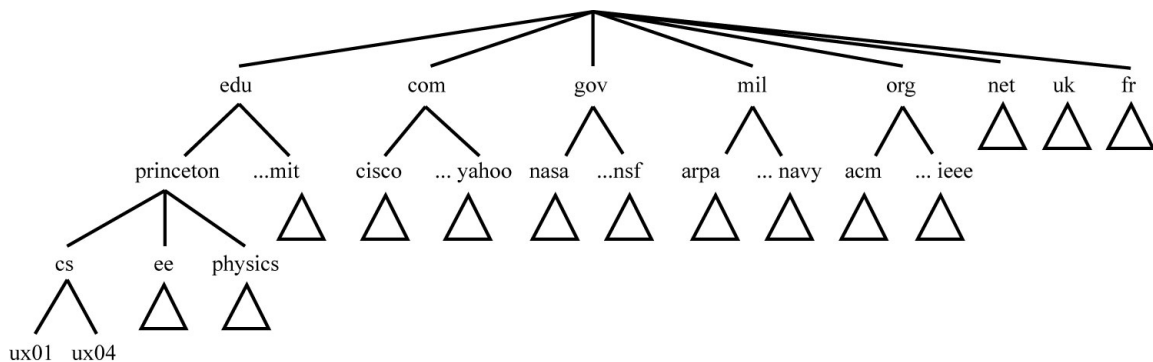 edu com gov mil org net uk fr
princeton ...mit cisco ... yahoo nasa ...nsf arpa ... navy acm ... ieee
cs ee physics
ux01 ux04